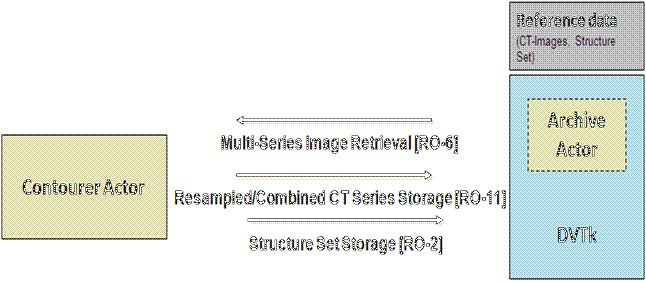 Reference data
(CT-Images, Structure
Set)
Archive
Actor
Multi-Series Image Retrieval [RO-6]
Contourer Actor
Resampled/Combined CT Series Storage [RO-11]
Structure Set Storage [RO-2]
DVTk